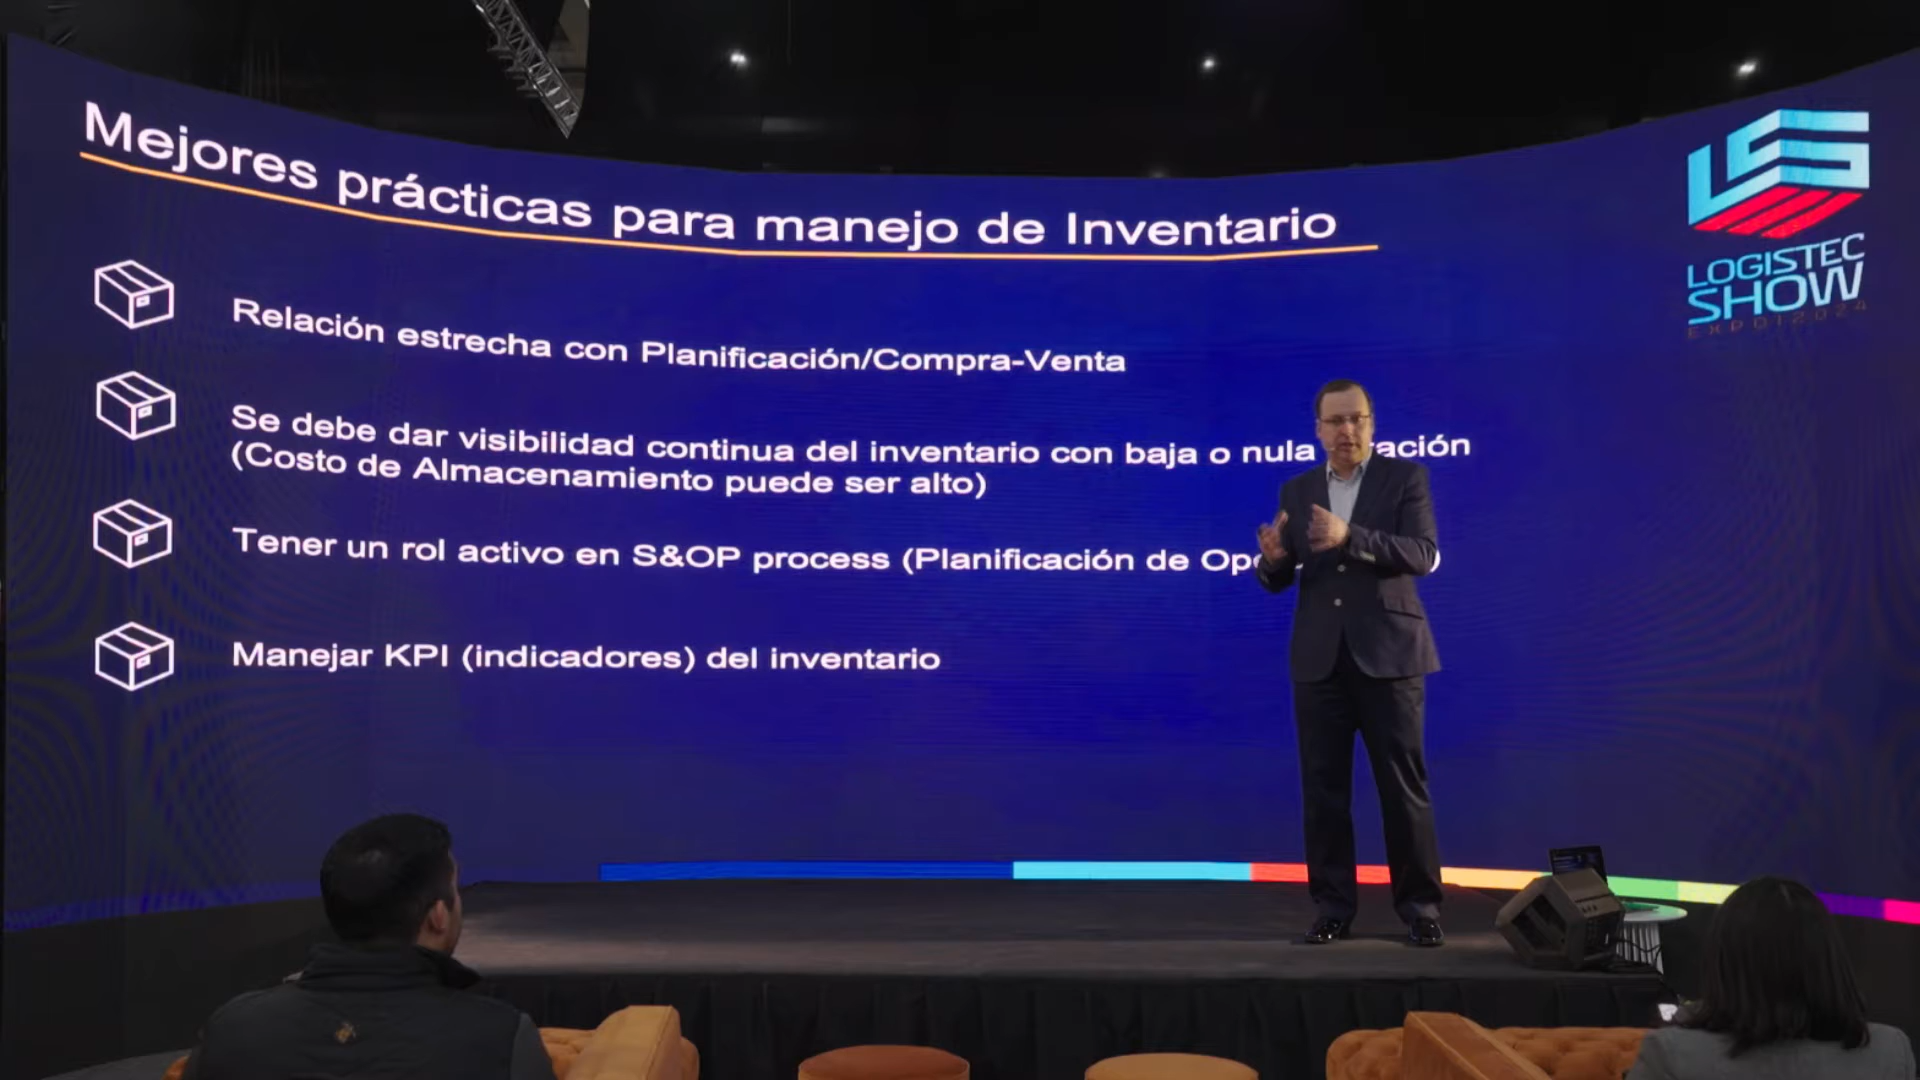 Mejores prácticas para manejo de Inventario
Relación estrecha con Planificación/Compra-Venta
Se debe dar visibilidad continua del inventario con baja o nula
(Costo de Almacenamiento puede ser alto)
Tener un rol activo en S&OP process (Planificación de
Manejar KPI (indicadores) del inventario
LOGISTEC
SHOW
EXPO 2024